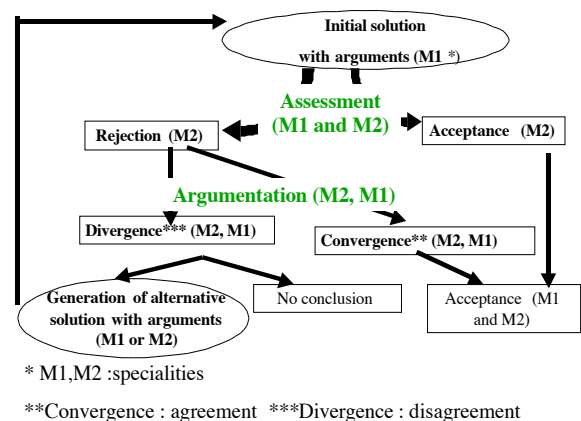 Initial solution
with arguments (M1 *)
Assessment
(M1 and M2)
Rejection (M2)
Acceptance (M2)
Argumentation (M2, M1)
Divergence*** (M2, M1)
Convergence** (M2, M1)
Generation of alternative
solution with arguments
(M1 or M2)
No conclusion
Acceptance (M1
and M2)
* M1,M2 :specialities
**Convergence : agreement ***Divergence : disagreement